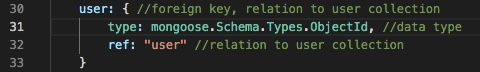 30 user: { //foreign key, relation to user collection
31 type: mongoose.Schema.Types.ObjectId, //data type
32 ref: "user" //relation to user collection
33 }